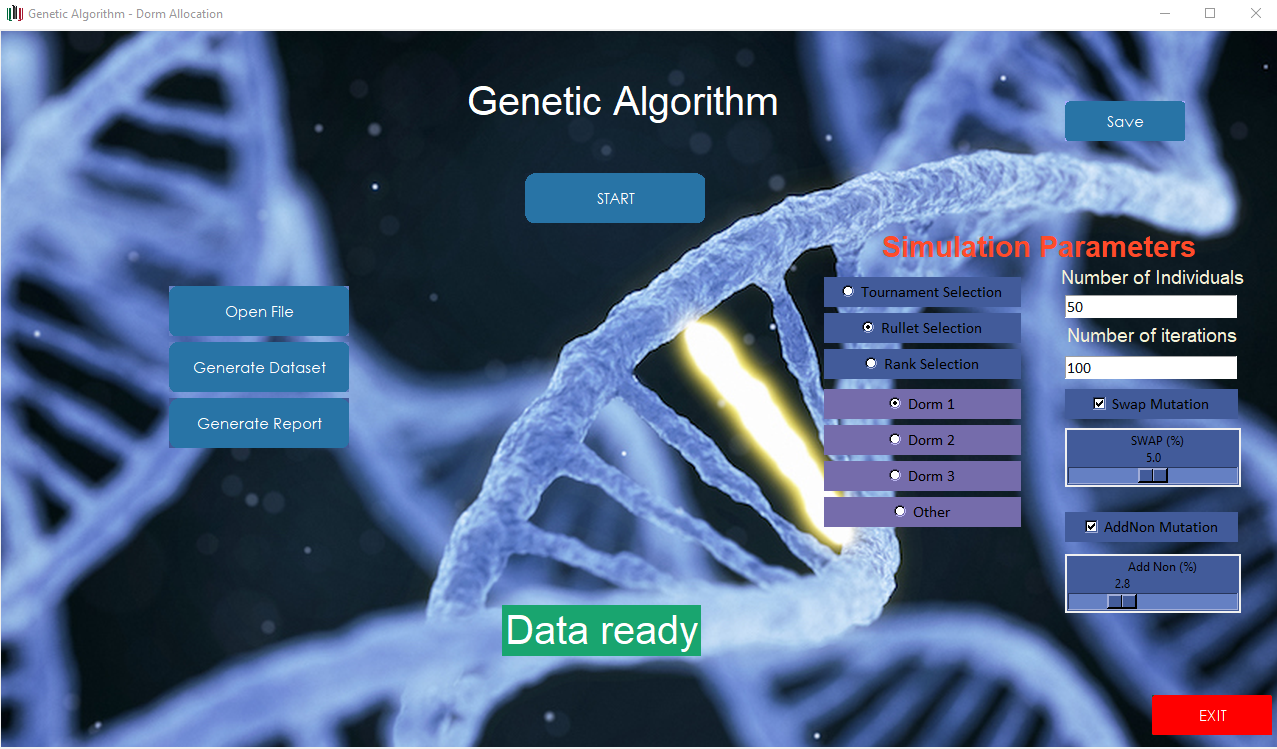 Genetic Algorithm - Dorm Allocation
Genetic Algorithm
Save
START
Simulation Parameters
Open File
Generate Dataset
Generate Report
Tournament Selection
Rullet Selection
Rank Selection
Dorm 1
Dorm 2
Dorm 3
Other
Number of Individuals
50
Number of iterations
100
Swap Mutation
SWAP (%)
5.0
AddNon Mutation
Add Non (%)
2.8
Data ready
EXIT